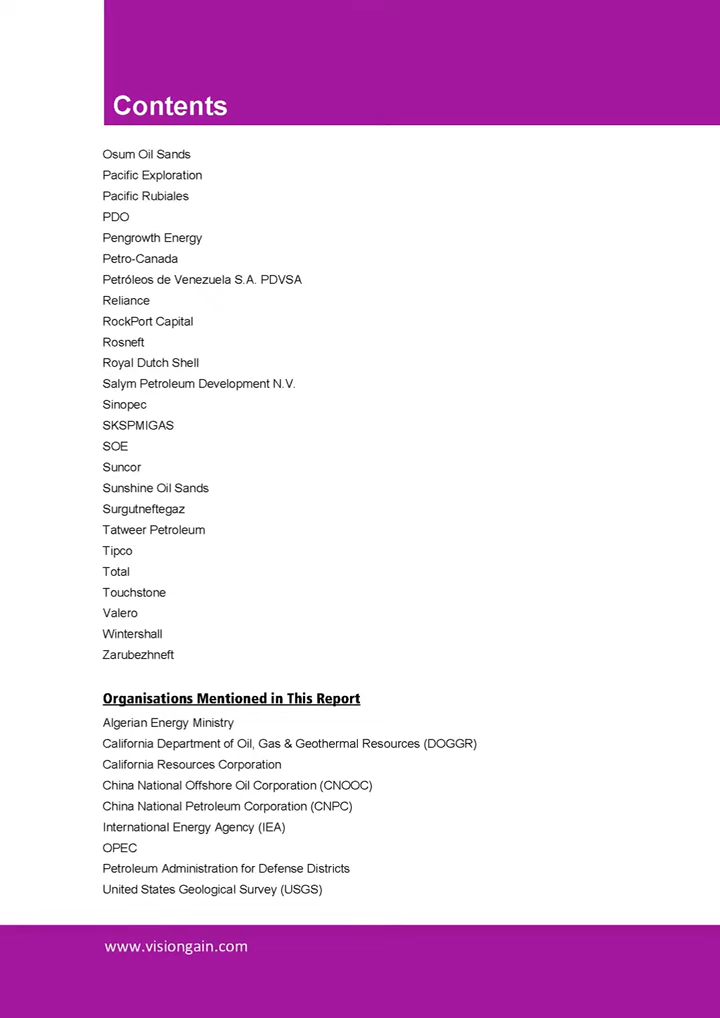 Contents
Osum Oil Sands
Pacific Exploration
Pacific Rubiales
PDO
Pengrowth Energy
Petro-Canada
Petróleos de Venezuela S.A. PDVSA
Reliance
RockPort Capital
Rosneft
Royal Dutch Shell
Salym Petroleum Development N.V.
Sinopec
SKSPMIGAS
SOE
Suncor
Sunshine Oil Sands
Surgutneftegaz
Tatweer Petroleum
Tipco
Total
Touchstone
Valero
Wintershall
Zarubezhneft
Organisations Mentioned in This Report
Algerian Energy Ministry
California Department of Oil, Gas & Geothermal Resources (DOGGR)
California Resources Corporation
China National Offshore Oil Corporation (CNOOC)
China National Petroleum Corporation (CNPC)
International Energy Agency (IEA)
OPEC
Petroleum Administration for Defense Districts
United States Geological Survey (USGS)
www.visiongain.com